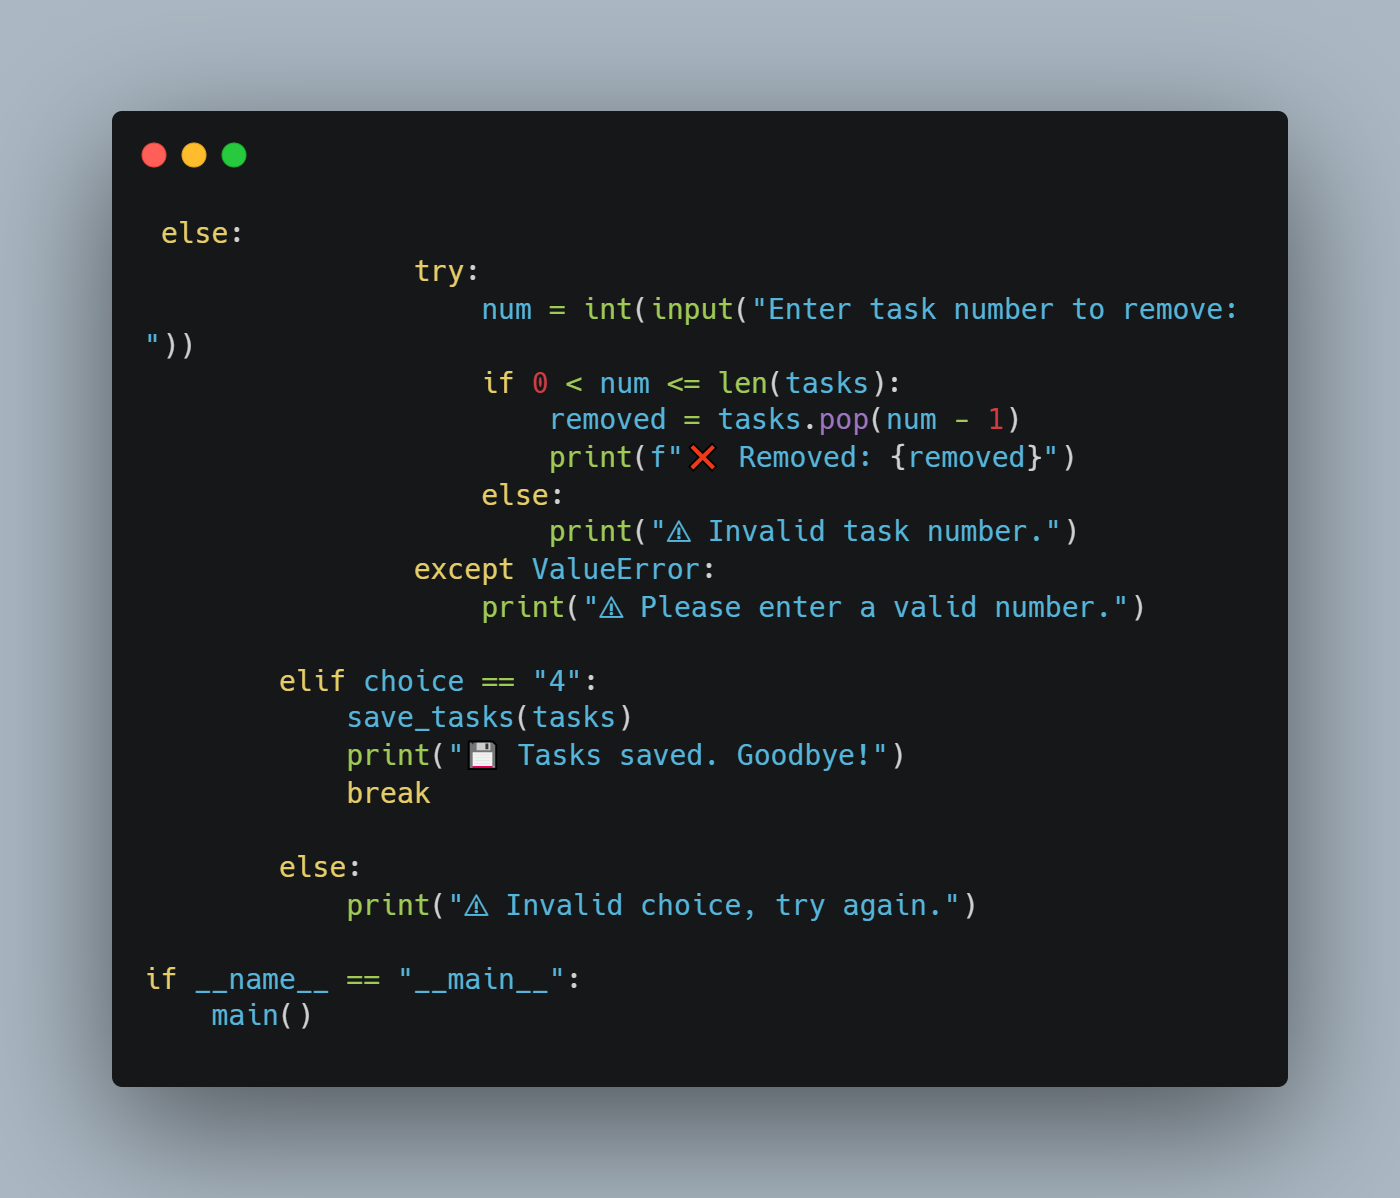 else:
                try:
                    num = int(input("Enter task number to remove:
"))
                    if 0 < num <= len(tasks):
                        removed = tasks.pop(num - 1)
                        print(f"❌ Removed: {removed}")
                    else:
                        print("⚠ Invalid task number.")
                except ValueError:
                    print("⚠ Please enter a valid number.")

        elif choice == "4":
            save_tasks(tasks)
            print("💾 Tasks saved. Goodbye!")
            break

        else:
            print("⚠ Invalid choice, try again.")

if __name__ == "__main__":
    main()